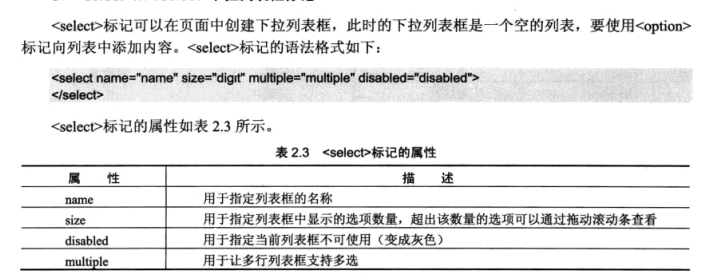 <select>标记可以在页面中创建下拉列表框，此时的下拉列表框是一个空的列表，要使用<option>
标记向列表中添加内容。<select>标记的语法格式如下：
<select name="name" size="digit" multiple="multiple" disabled="disabled">
</select>
<select>标记的属性如表 2.3 所示。
表 2.3 <select>标记的属性
属 性 描 述
name 用于指定列表框的名称
size 用于指定列表框中显示的选项数量，超出该数量的选项可以通过拖动滚动条查看
disabled 用于指定当前列表框不可使用（变成灰色）
multiple 用于让多行列表框支持多选